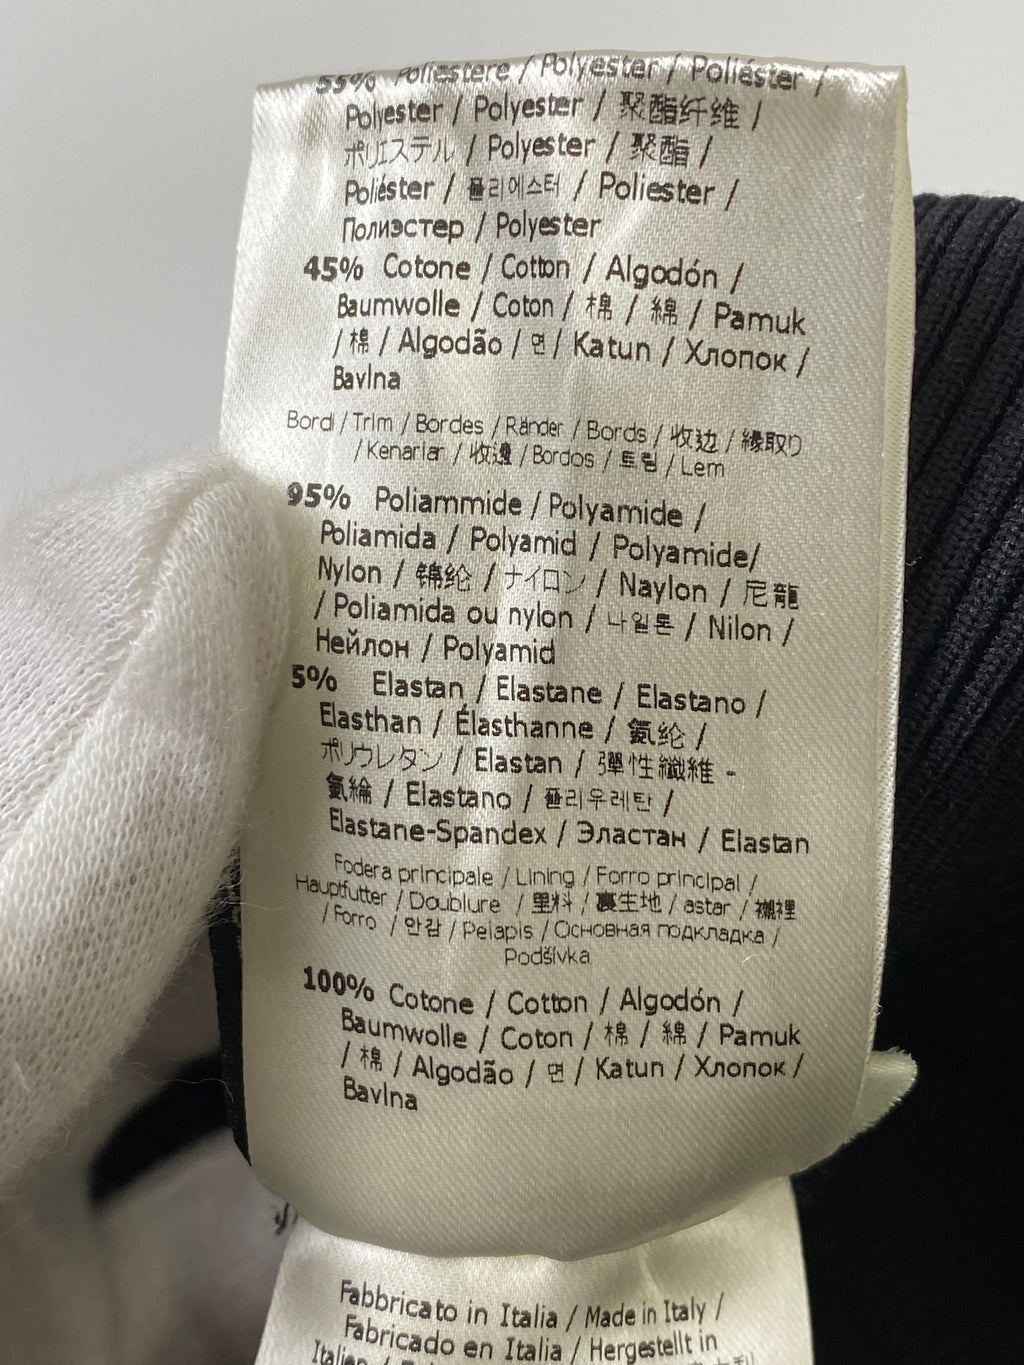 55% Poliestere / Polyester / Poliéster /
Polyester / Polyester / 聚酯纤维 /
ポリエステル / Polyester / 聚酯 /
Poliéster / 폴리에스터 / Poliester /
Полиэстер / Polyester
45% Cotone / Cotton / Algodón /
Baumwolle / Coton / 棉 / 綿 / Pamuk
/ 棉 / Algodão / 면 / Katun / Хлопок /
Bavlna
Bordi / Trim / Bordes / Ränder / Bords / 收边 / 縁取り
/ Kenarlar / 收邊 / Bordos / 트림 / Lem
95% Poliammide / Polyamide /
Poliamida / Polyamid / Polyamide/
Nylon / 锦纶 / ナイロン / Naylon / 尼龍
/ Poliamida ou nylon / 나일론 / Nilon /
Нейлон / Polyamid
5% Elastan / Elastane / Elastano /
Elasthan / Élasthanne / 氨纶 /
ポリウレタン / Elastan / 彈性纖維 -
氨綸 / Elastano / 폴리우레탄 /
Elastane-Spandex / Эластан / Elastan
Fodera principale / Lining / Forro principal /
Hauptfutter / Doublure / 里料 / 裏生地 / astar / 襯裡
/ Forro / 안감 / Pelapis / Основная подкладка /
Podšívka
100% Cotone / Cotton / Algodón /
Baumwolle / Coton / 棉 / 綿 / Pamuk
/ 棉 / Algodão / 면 / Katun / Хлопок /
Bavlna
Fabbricato in Italia / Made in Italy /
Fabricado en Italia / Hergestellt in
Italien /